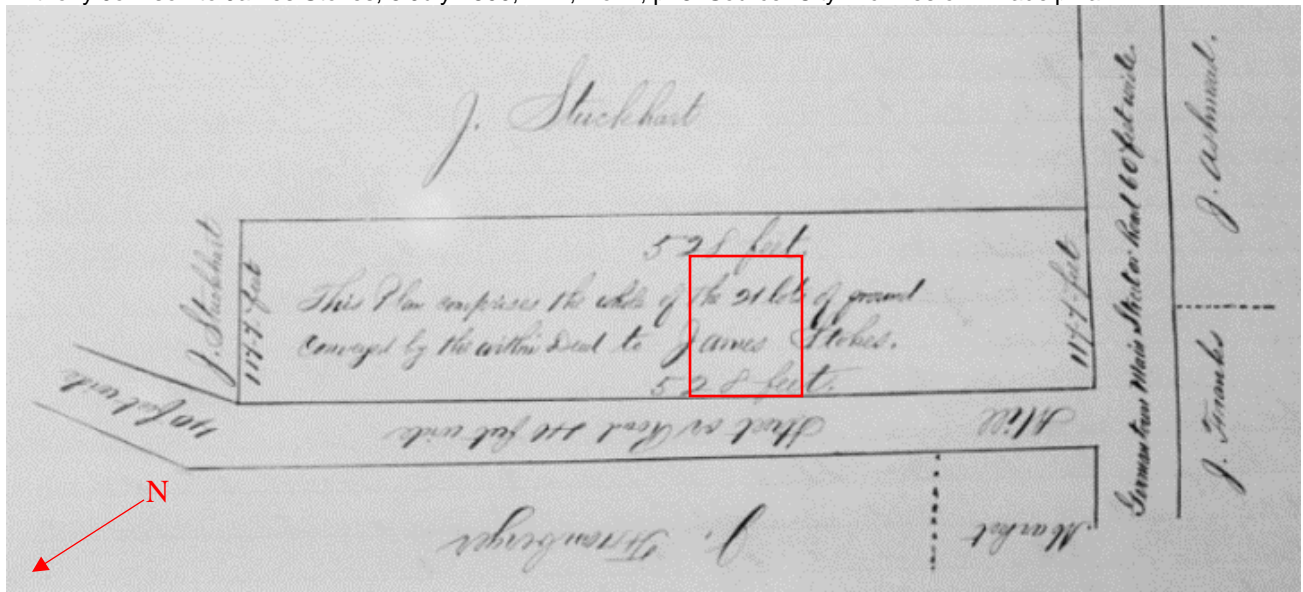 J. Stuckhart
528 feet.
This Plan comprises the whole of the 21 lots of ground
conveyed by the within Deed to James Stokes.
528 feet.
J. Stuckhart
117-7-feet
117-7-feet
Mill Street or Road 40 feet wide
40 feet wide
Germantown Main Street or Road 60 feet wide.
J. Ashmead.
J. Franks
Market
N